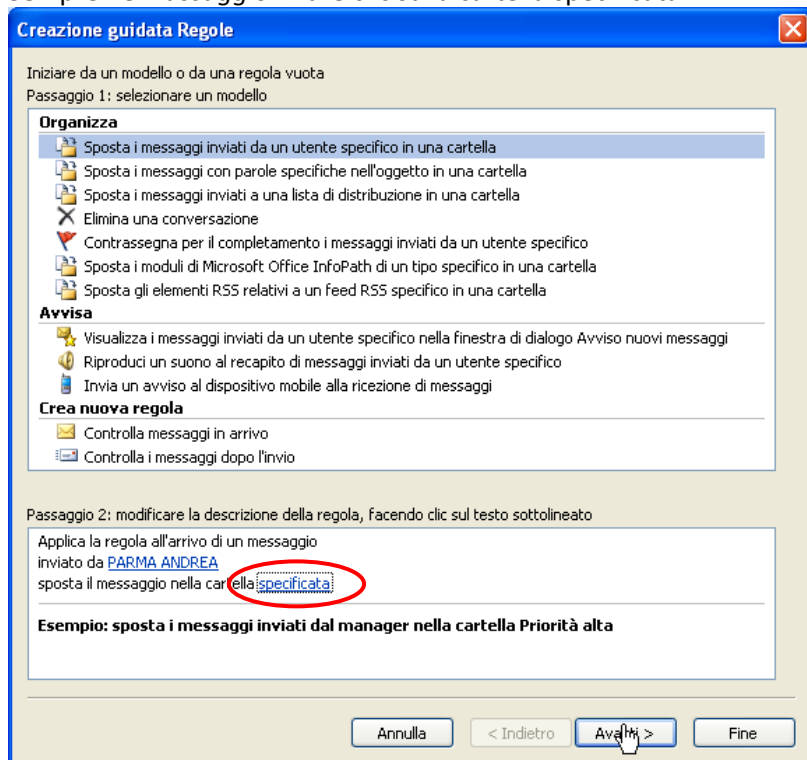 Creazione guidata Regole
Iniziare da un modello o da una regola vuota
Passaggio 1: selezionare un modello
Organizza
Sposta i messaggi inviati da un utente specifico in una cartella
Sposta i messaggi con parole specifiche nell'oggetto in una cartella
Sposta i messaggi inviati a una lista di distribuzione in una cartella
Elimina una conversazione
Contrassegna per il completamento i messaggi inviati da un utente specifico
Sposta i moduli di Microsoft Office InfoPath di un tipo specifico in una cartella
Sposta gli elementi RSS relativi a un feed RSS specifico in una cartella
Avvisa
Visualizza i messaggi inviati da un utente specifico nella finestra di dialogo Avviso nuovi messaggi
Riproduci un suono al recapito di messaggi inviati da un utente specifico
Invia un avviso al dispositivo mobile alla ricezione di messaggi
Crea nuova regola
Controlla messaggi in arrivo
Controlla i messaggi dopo l'invio
Passaggio 2: modificare la descrizione della regola, facendo clic sul testo sottolineato
Applica la regola all'arrivo di un messaggio
inviato da PARMA ANDREA
sposta il messaggio nella cartella specificata
Esempio: sposta i messaggi inviati dal manager nella cartella Priorità alta
Annulla < Indietro Avanti > Fine